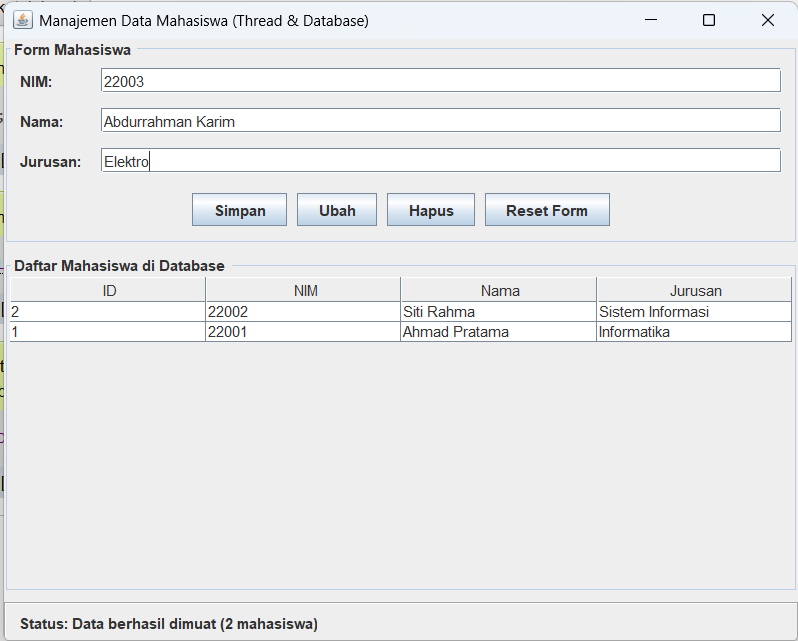 Manajemen Data Mahasiswa (Thread & Database)
Form Mahasiswa
NIM: 22003
Nama: Abdurrahman Karim
Jurusan: Elektro
Simpan Ubah Hapus Reset Form
Daftar Mahasiswa di Database
ID NIM Nama Jurusan
2 22002 Siti Rahma Sistem Informasi
1 22001 Ahmad Pratama Informatika
Status: Data berhasil dimuat (2 mahasiswa)